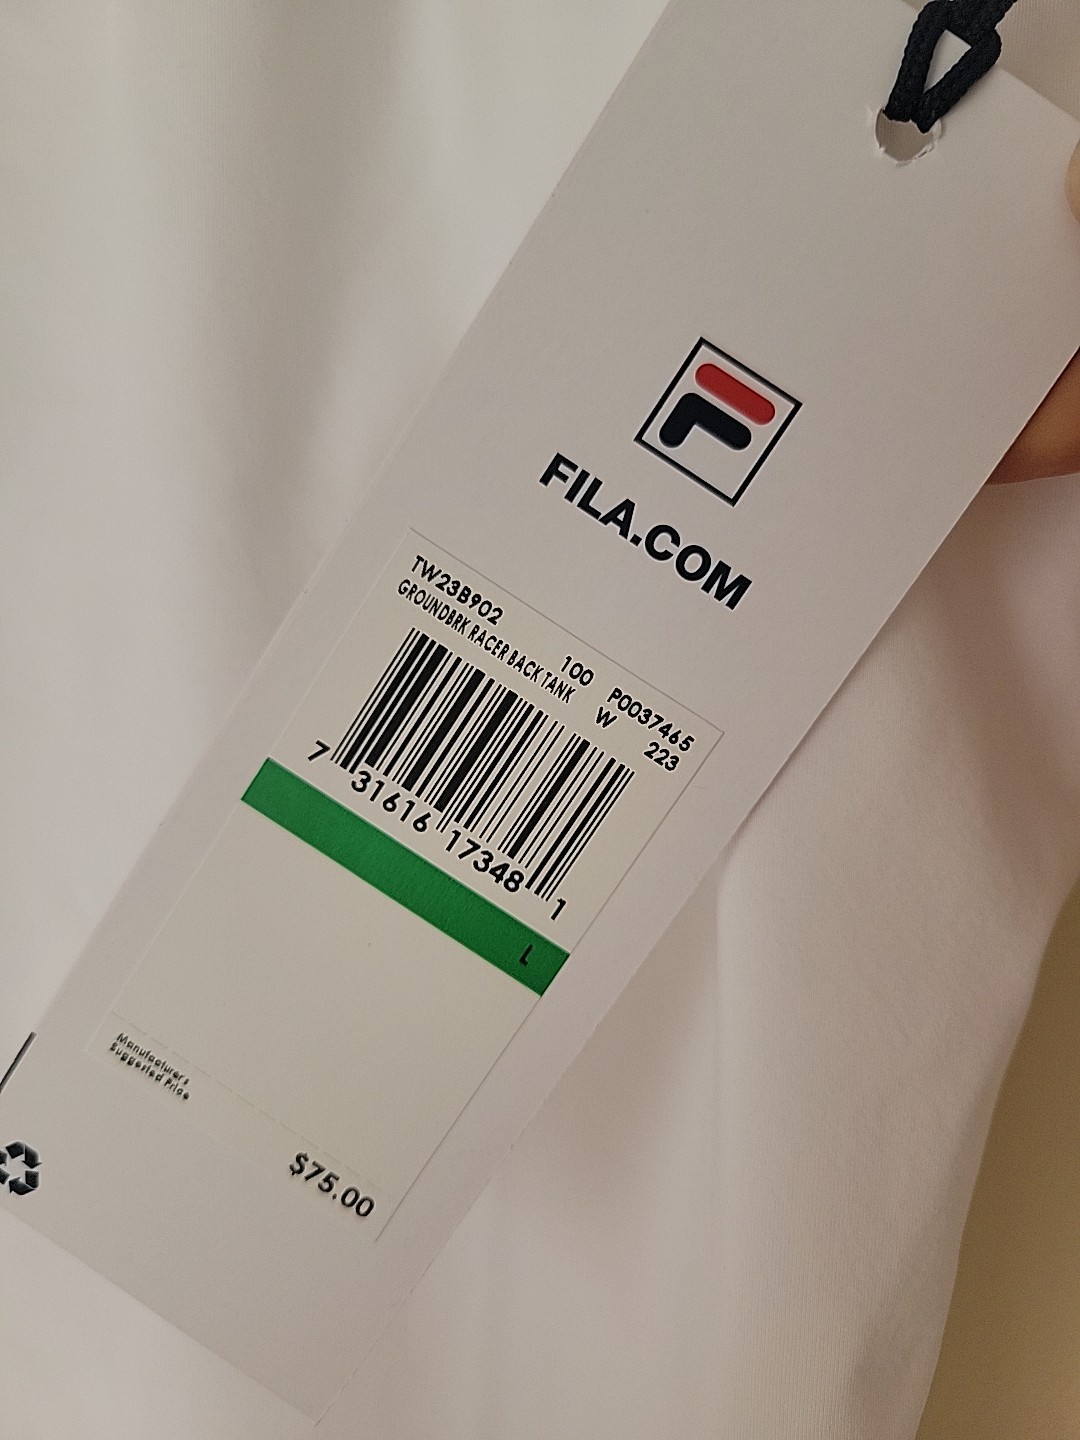 FILA.COM
TW23B902 100 P0037465
GROUNDBRK RACER BACK TANK W 223
7 31616 17348 1
L
Manufacturer's
Suggested Price
$75.00